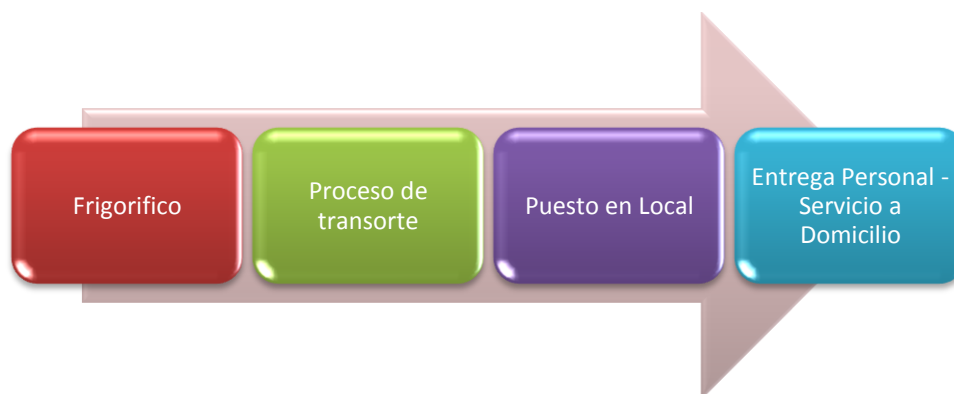 Frigorifico
Proceso de
transorte
Puesto en Local
Entrega Personal -
Servicio a
Domicilio